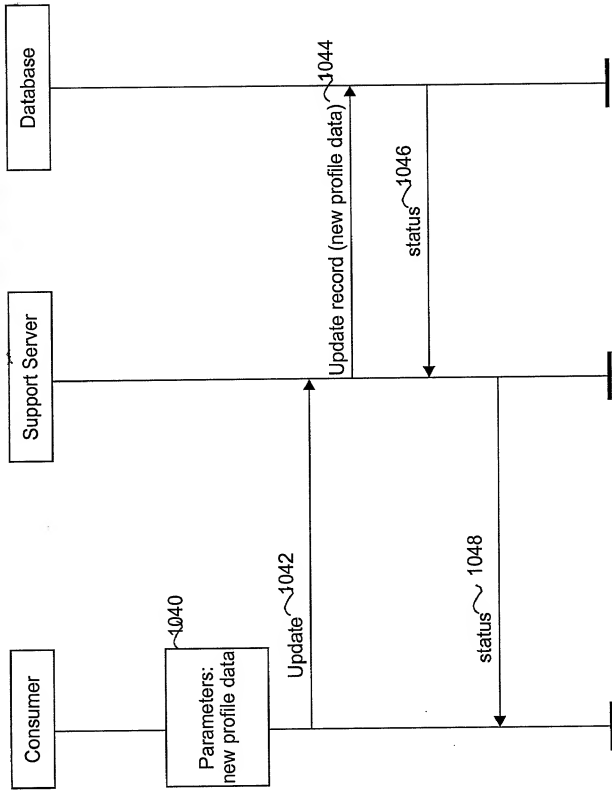 Consumer
Support Server
Database
1040
Parameters:
new profile data
Update 1042
Update record (new profile data) 1044
status 1046
status 1048